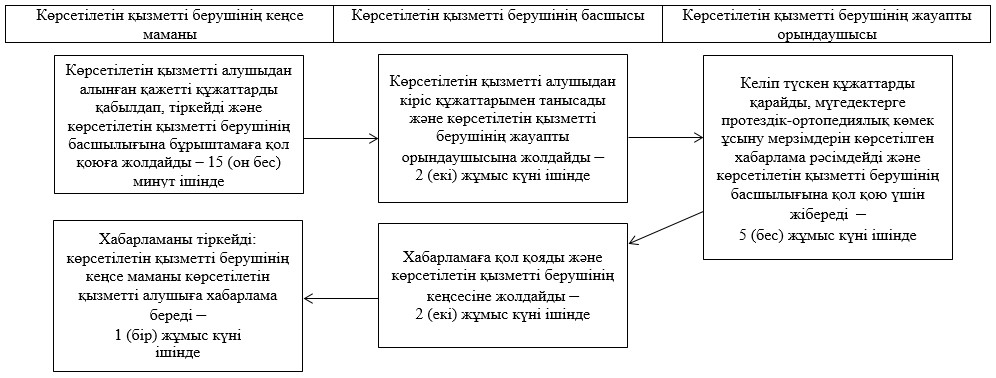 Көрсетілетін қызметті берушінің кеңсе
маманы
Көрсетілетін қызметті берушінің басшысы
Көрсетілетін қызметті берушінің жауапты
орындаушысы
Көрсетілетін қызметті алушыдан
алынған қажетті құжаттарды
қабылдап, тіркейді және
көрсетілетін қызметті берушінің
басшылығына бұрыштамаға қол
қоюға жолдайды – 15 (он бес)
минут ішінде
Көрсетілетін қызметті алушыдан
кіріс құжаттарымен танысады
және көрсетілетін қызметті
берушінің жауапты
орындаушысына жолдайды –
2 (екі) жұмыс күні ішінде
Келіп түскен құжаттарды
қарайды, мүгедектерге
протездік-ортопедиялық көмек
ұсыну мерзімдерін көрсетілген
хабарлама рәсімдейді және
көрсетілетін қызметті берушінің
басшылығына қол қою үшін
жібереді –
5 (бес) жұмыс күні ішінде
Хабарламаны тіркейді:
көрсетілетін қызметті берушінің
кеңсе маманы көрсетілетін
қызметті алушыға хабарлама
береді –
1 (бір) жұмыс күні
ішінде
Хабарламаға қол қояды және
көрсетілетін қызметті берушінің
кеңсесіне жолдайды –
2 (екі) жұмыс күні ішінде